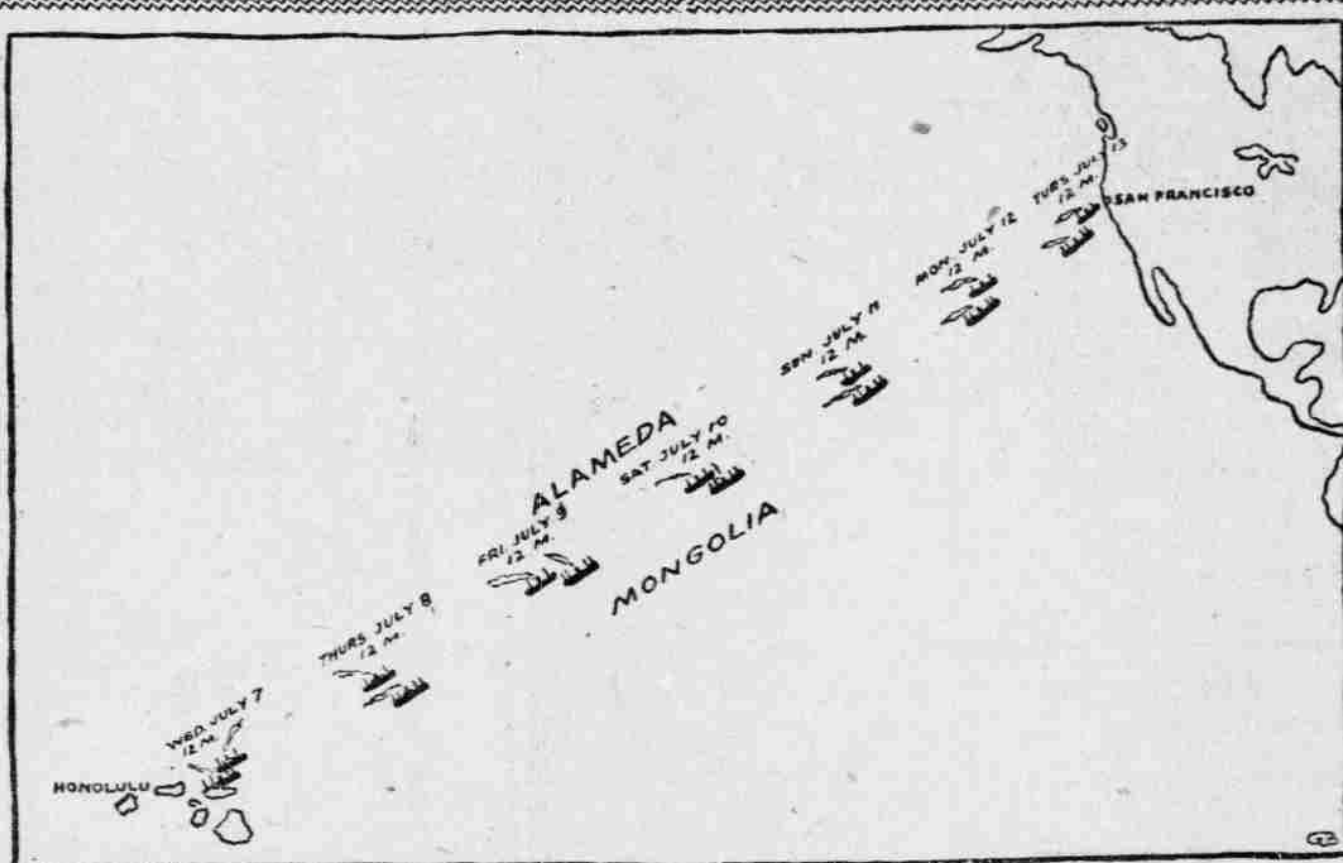 TUES. JULY 13
12 M.
SAN FRANCISCO
MON. JULY 12
12 M.
SUN. JULY 11
12 M
ALAMEDA
SAT. JULY 10
12 M.
FRI. JULY 9
12 M.
MONGOLIA
THURS. JULY 8
12 M.
WED. JULY 7
12 M.
HONOLULU